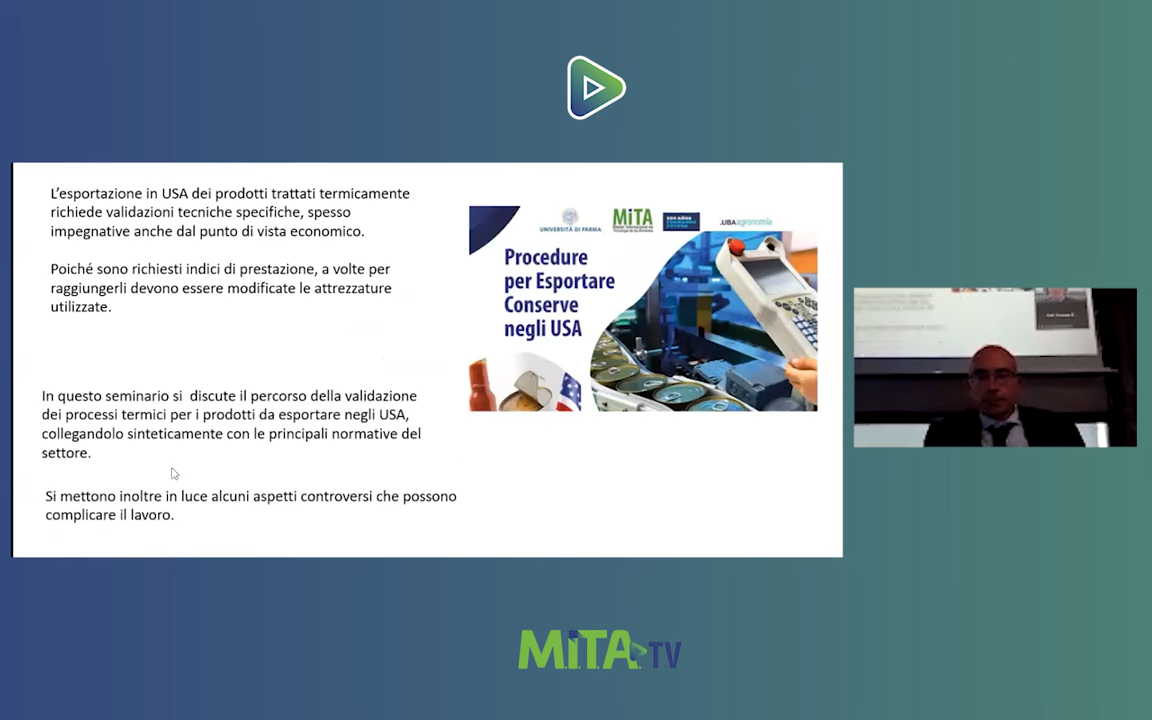 L'esportazione in USA dei prodotti trattati termicamente
richiede validazioni tecniche specifiche, spesso
impegnative anche dal punto di vista economico.
Poiché sono richiesti indici di prestazione, a volte per
raggiungerli devono essere modificate le attrezzature
utilizzate.
In questo seminario si discute il percorso della validazione
dei processi termici per i prodotti da esportare negli USA,
collegandolo sinteticamente con le principali normative del
settore.
Si mettono inoltre in luce alcuni aspetti controversi che possono
complicare il lavoro.
UNIVERSITÀ DI PARMA
MiTA
.UBAagronomia
Procedure
per Esportare
Conserve
negli USA
M.i.T.A. TV